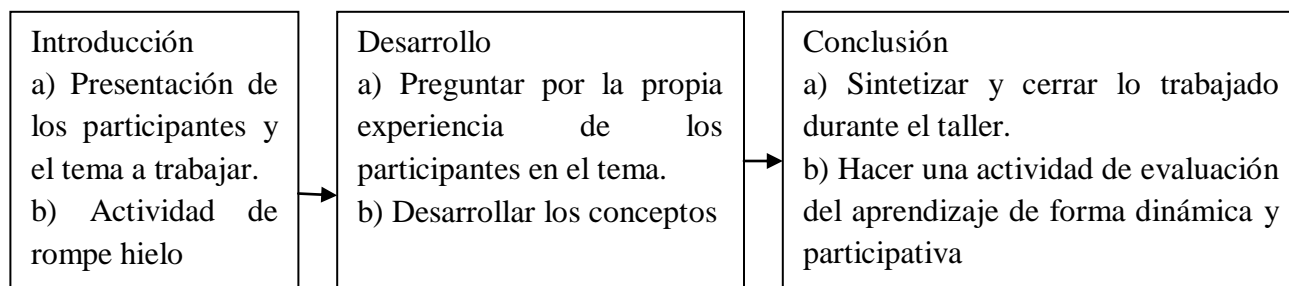 Introducción
a) Presentación de
los participantes y
el tema a trabajar.
b) Actividad de
rompe hielo
Desarrollo
a) Preguntar por la propia
experiencia de los
participantes en el tema.
b) Desarrollar los conceptos
Conclusión
a) Sintetizar y cerrar lo trabajado
durante el taller.
b) Hacer una actividad de evaluación
del aprendizaje de forma dinámica y
participativa